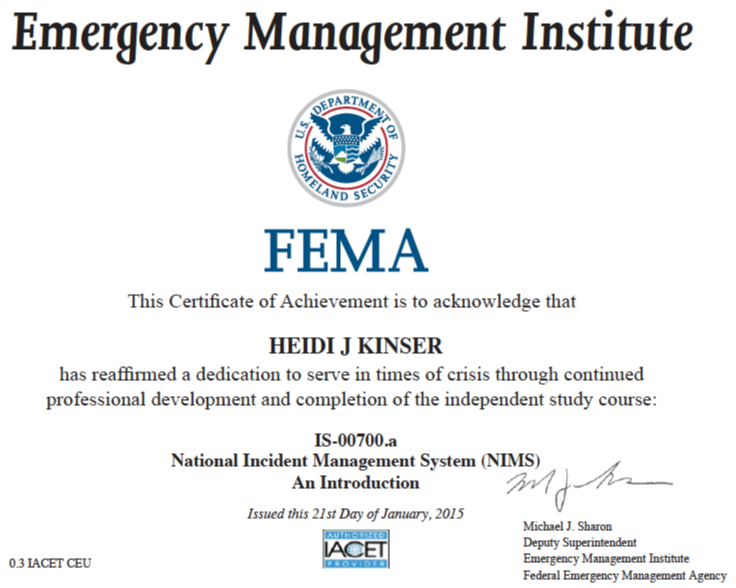 Emergency Management Institute
U.S. DEPARTMENT OF HOMELAND SECURITY
FEMA
This Certificate of Achievement is to acknowledge that
HEIDI J KINSER
has reaffirmed a dedication to serve in times of crisis through continued
professional development and completion of the independent study course:
IS-00700.a
National Incident Management System (NIMS)
An Introduction
Issued this 21st Day of January, 2015
Michael J. Sharon
Deputy Superintendent
Emergency Management Institute
Federal Emergency Management Agency
AUTHORIZED
IACET
PROVIDER
0.3 IACET CEU